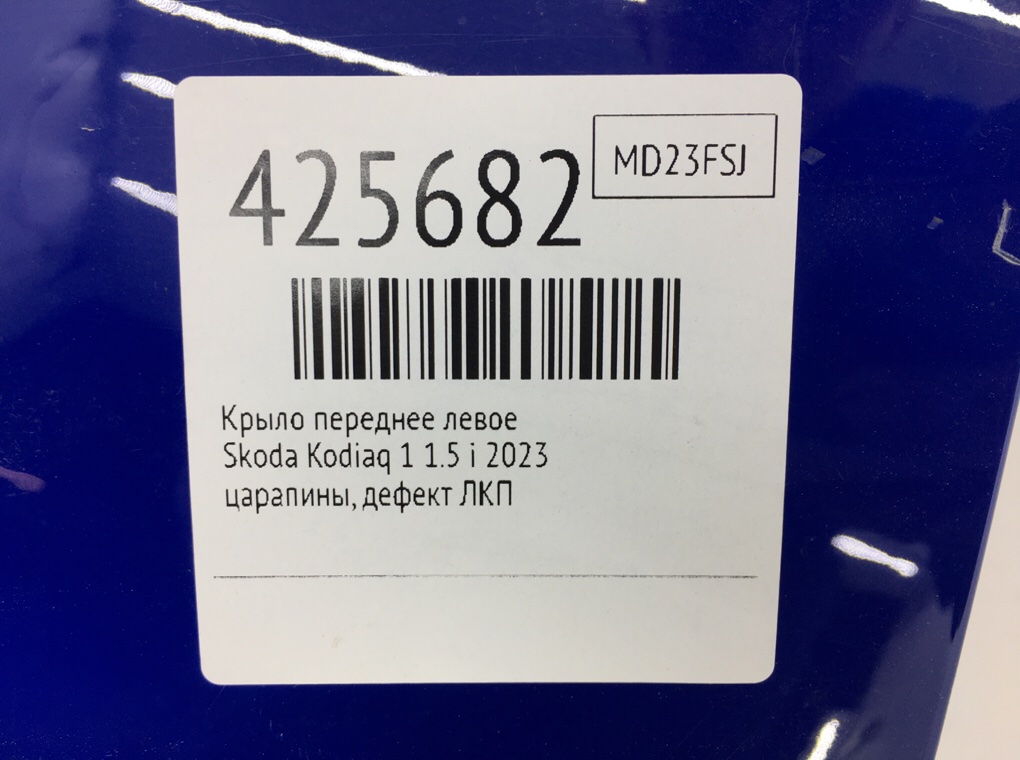 425682
MD23FSJ
Крыло переднее левое
Skoda Kodiaq 1 1.5 i 2023
царапины, дефект ЛКП